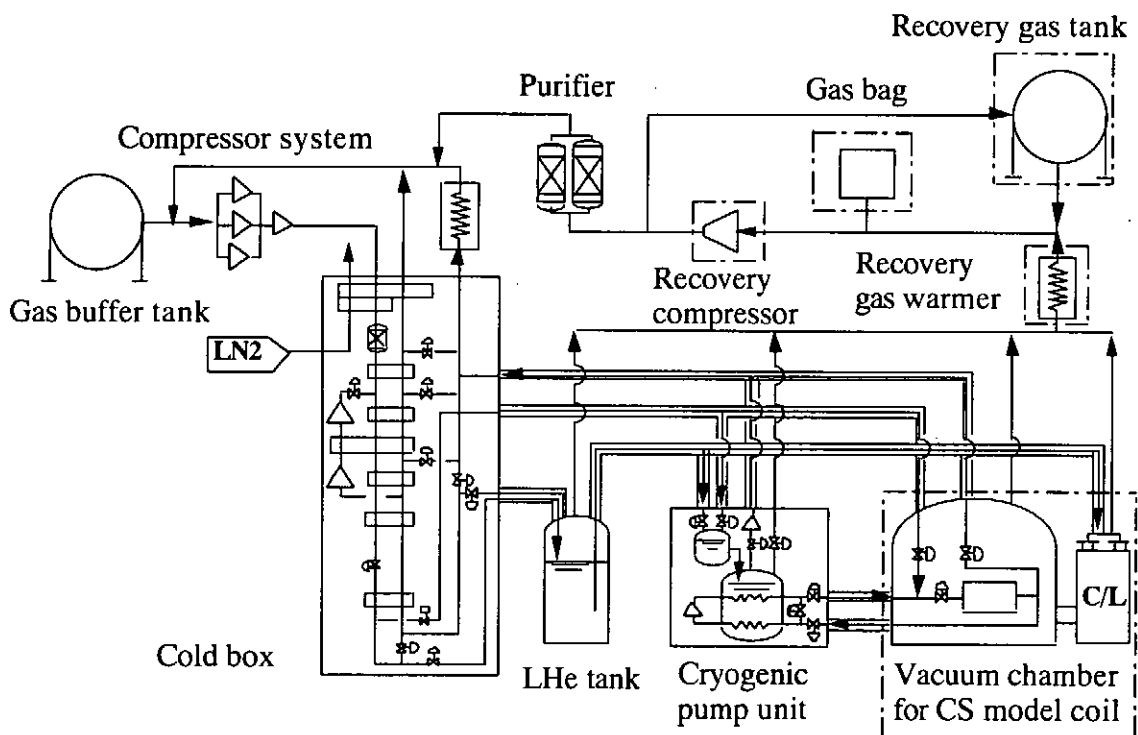 Recovery gas tank
Purifier
Gas bag
Compressor system
Gas buffer tank
Recovery
compressor
Recovery
gas warmer
LN2
C/L
Cold box
LHe tank
Cryogenic
pump unit
Vacuum chamber
for CS model coil